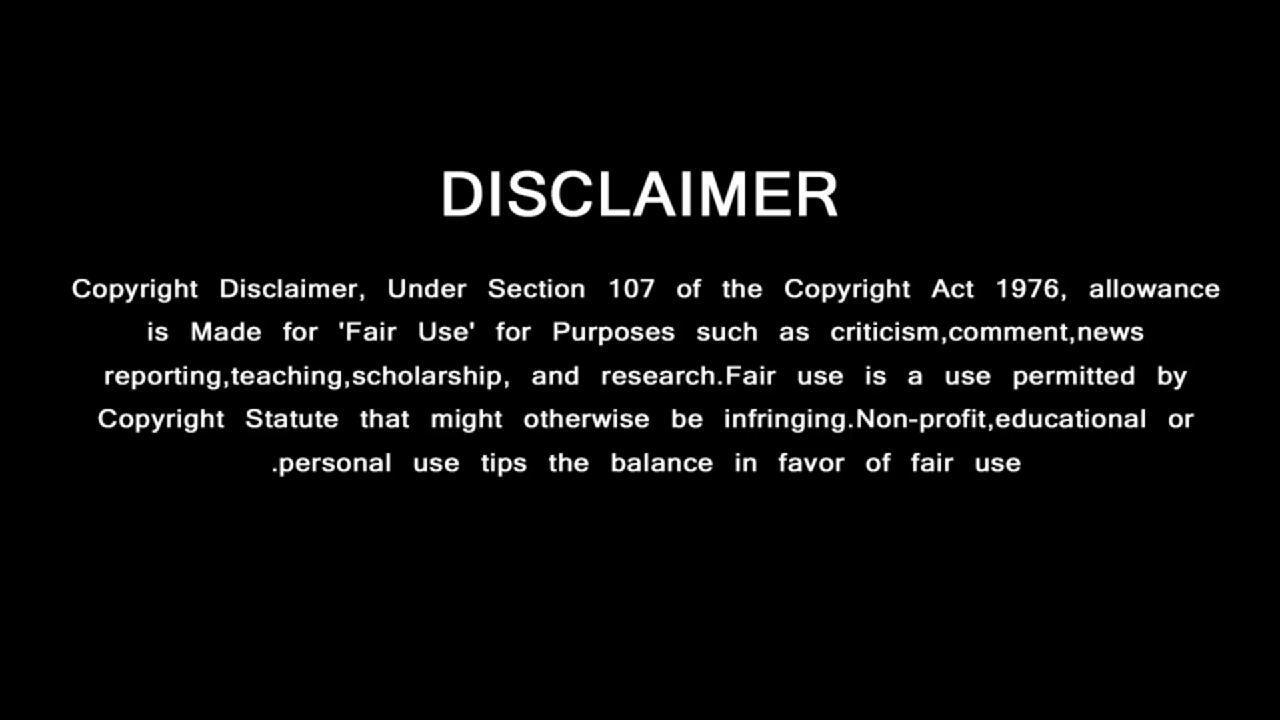 DISCLAIMER
Copyright Disclaimer, Under Section 107 of the Copyright Act 1976, allowance
is Made for 'Fair Use' for Purposes such as criticism,comment,news
reporting,teaching,scholarship, and research.Fair use is a use permitted by
Copyright Statute that might otherwise be infringing.Non-profit,educational or
.personal use tips the balance in favor of fair use